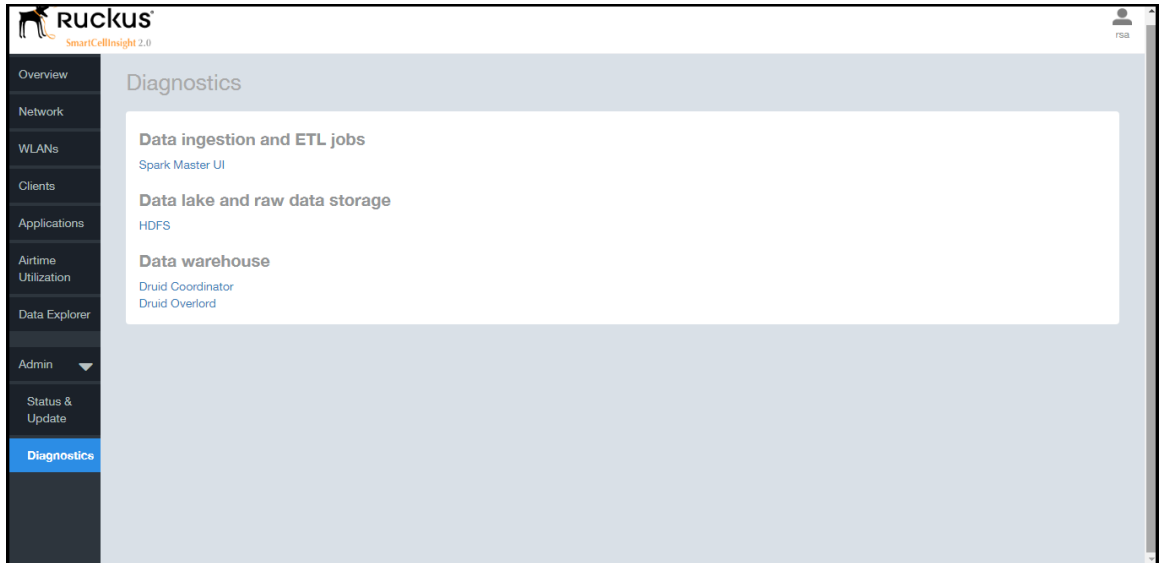 RUCKUS
SmartCellInsight 2.0
rsa
Overview
Network
WLANs
Clients
Applications
Airtime
Utilization
Data Explorer
Admin
Status &
Update
Diagnostics
Diagnostics
Data ingestion and ETL jobs
Spark Master UI
Data lake and raw data storage
HDFS
Data warehouse
Druid Coordinator
Druid Overlord